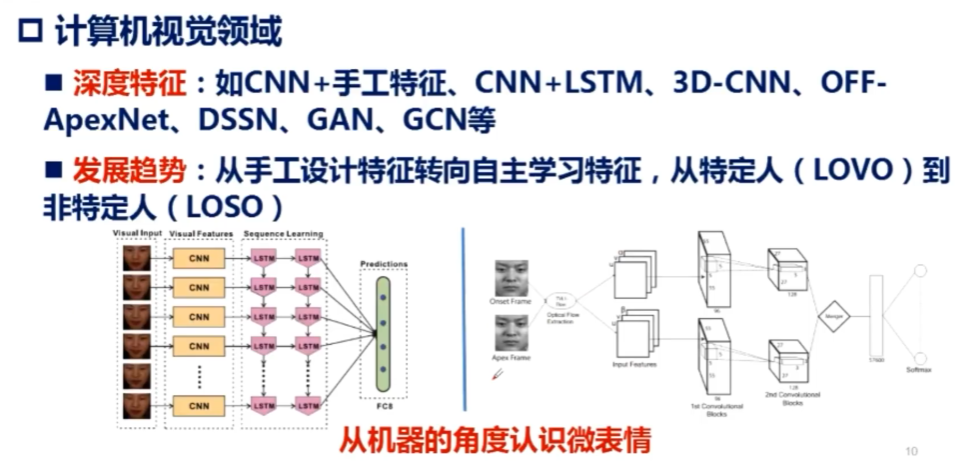 计算机视觉领域
深度特征：如CNN+手工特征、CNN+LSTM、3D-CNN、OFF-
ApexNet、DSSN、GAN、GCN等
发展趋势：从手工设计特征转向自主学习特征，从特定人（LOVO）到
非特定人（LOSO）
Visual Input Visual Features Sequence Learning
Predictions
CNN LSTM LSTM
CNN LSTM LSTM
CNN LSTM LSTM
CNN LSTM LSTM
CNN LSTM LSTM
FC8
Onset Frame
Optical Flow
Extraction
Apex Frame
Input Features
1st Convolutional
Blocks
2nd Convolutional
Blocks
128
128
Merger
Softmax
从机器的角度认识微表情
10